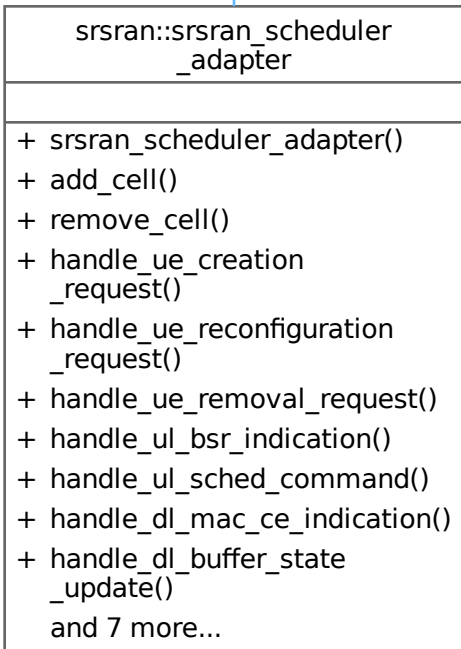 srsran::srsran_scheduler
_adapter
+ srsran_scheduler_adapter()
+ add_cell()
+ remove_cell()
+ handle_ue_creation
_request()
+ handle_ue_reconfiguration
_request()
+ handle_ue_removal_request()
+ handle_ul_bsr_indication()
+ handle_ul_sched_command()
+ handle_dl_mac_ce_indication()
+ handle_dl_buffer_state
_update()
and 7 more...